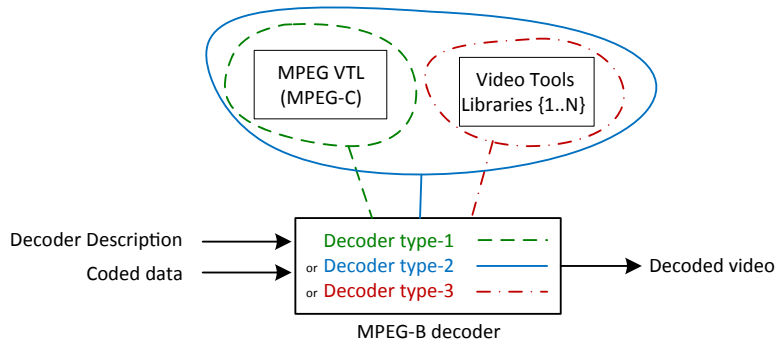 MPEG VTL
(MPEG-C)
Video Tools
Libraries {1..N}
Decoder Description
Coded data
Decoder type-1
or Decoder type-2
or Decoder type-3
Decoded video
MPEG-B decoder